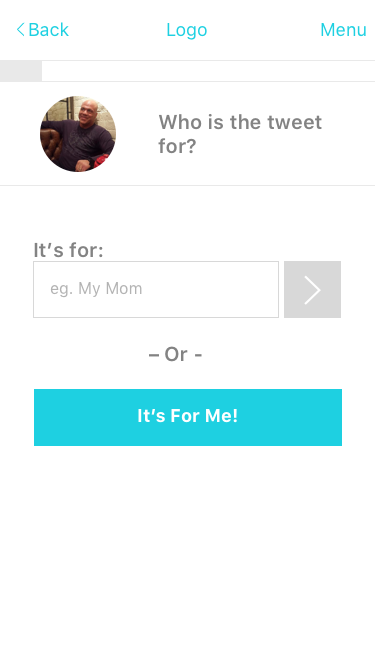 Back Logo Menu
Who is the tweet
for?
It's for:
eg. My Mom
– Or -
It's For Me!